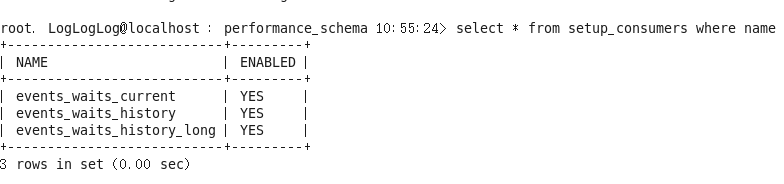 root. LogLogLog@localhost : performance_schema 10:55:24> select * from setup_consumers where name
+---------------------------+---------+
| NAME | ENABLED |
+---------------------------+---------+
| events_waits_current | YES |
| events_waits_history | YES |
| events_waits_history_long | YES |
+---------------------------+---------+
3 rows in set (0.00 sec)